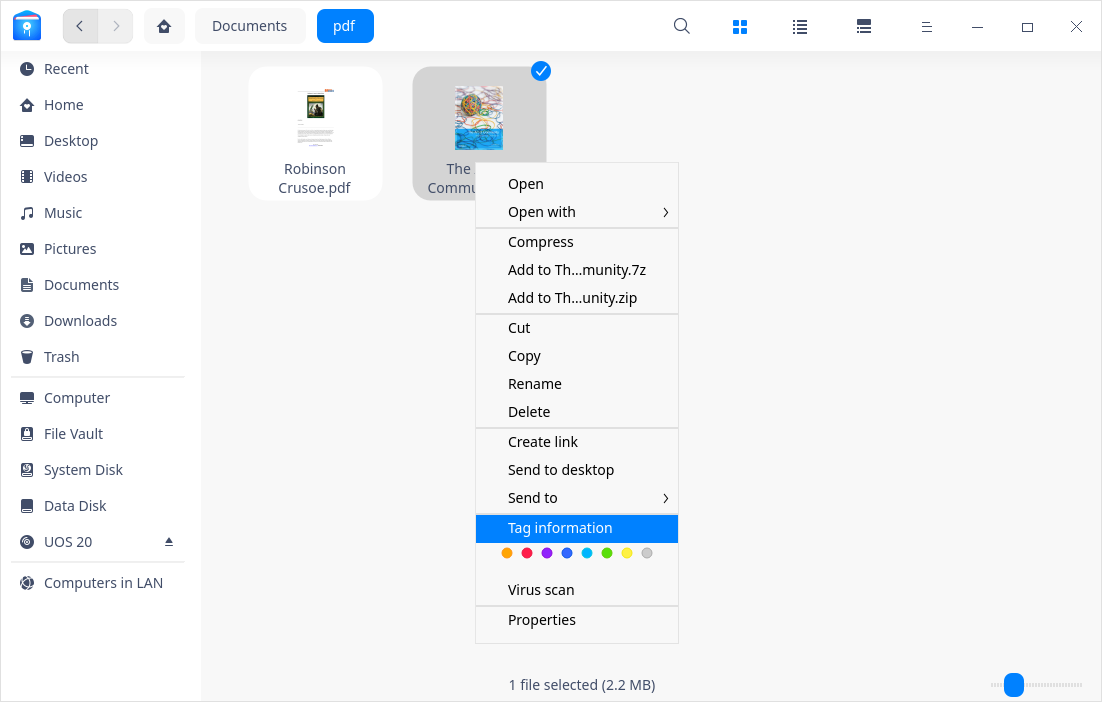 Documents
pdf
Recent
Home
Desktop
Videos
Music
Pictures
Documents
Downloads
Trash
Computer
File Vault
System Disk
Data Disk
UOS 20
Computers in LAN
Robinson
Crusoe.pdf
The
Commu
Open
Open with
Compress
Add to Th...munity.7z
Add to Th...unity.zip
Cut
Copy
Rename
Delete
Create link
Send to desktop
Send to
Tag information
Virus scan
Properties
1 file selected (2.2 MB)